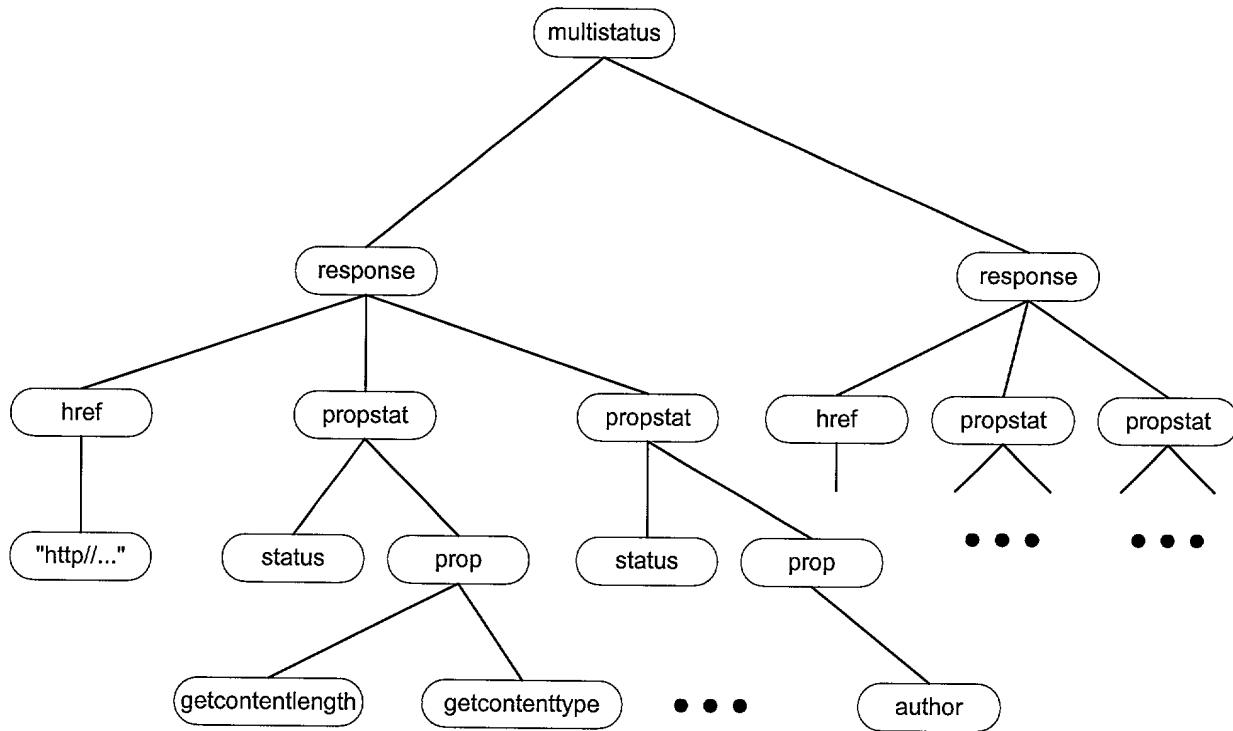 multistatus
response
response
href
propstat
propstat
href
propstat
propstat
"http//..."
status
prop
status
prop
getcontentlength
getcontenttype
author